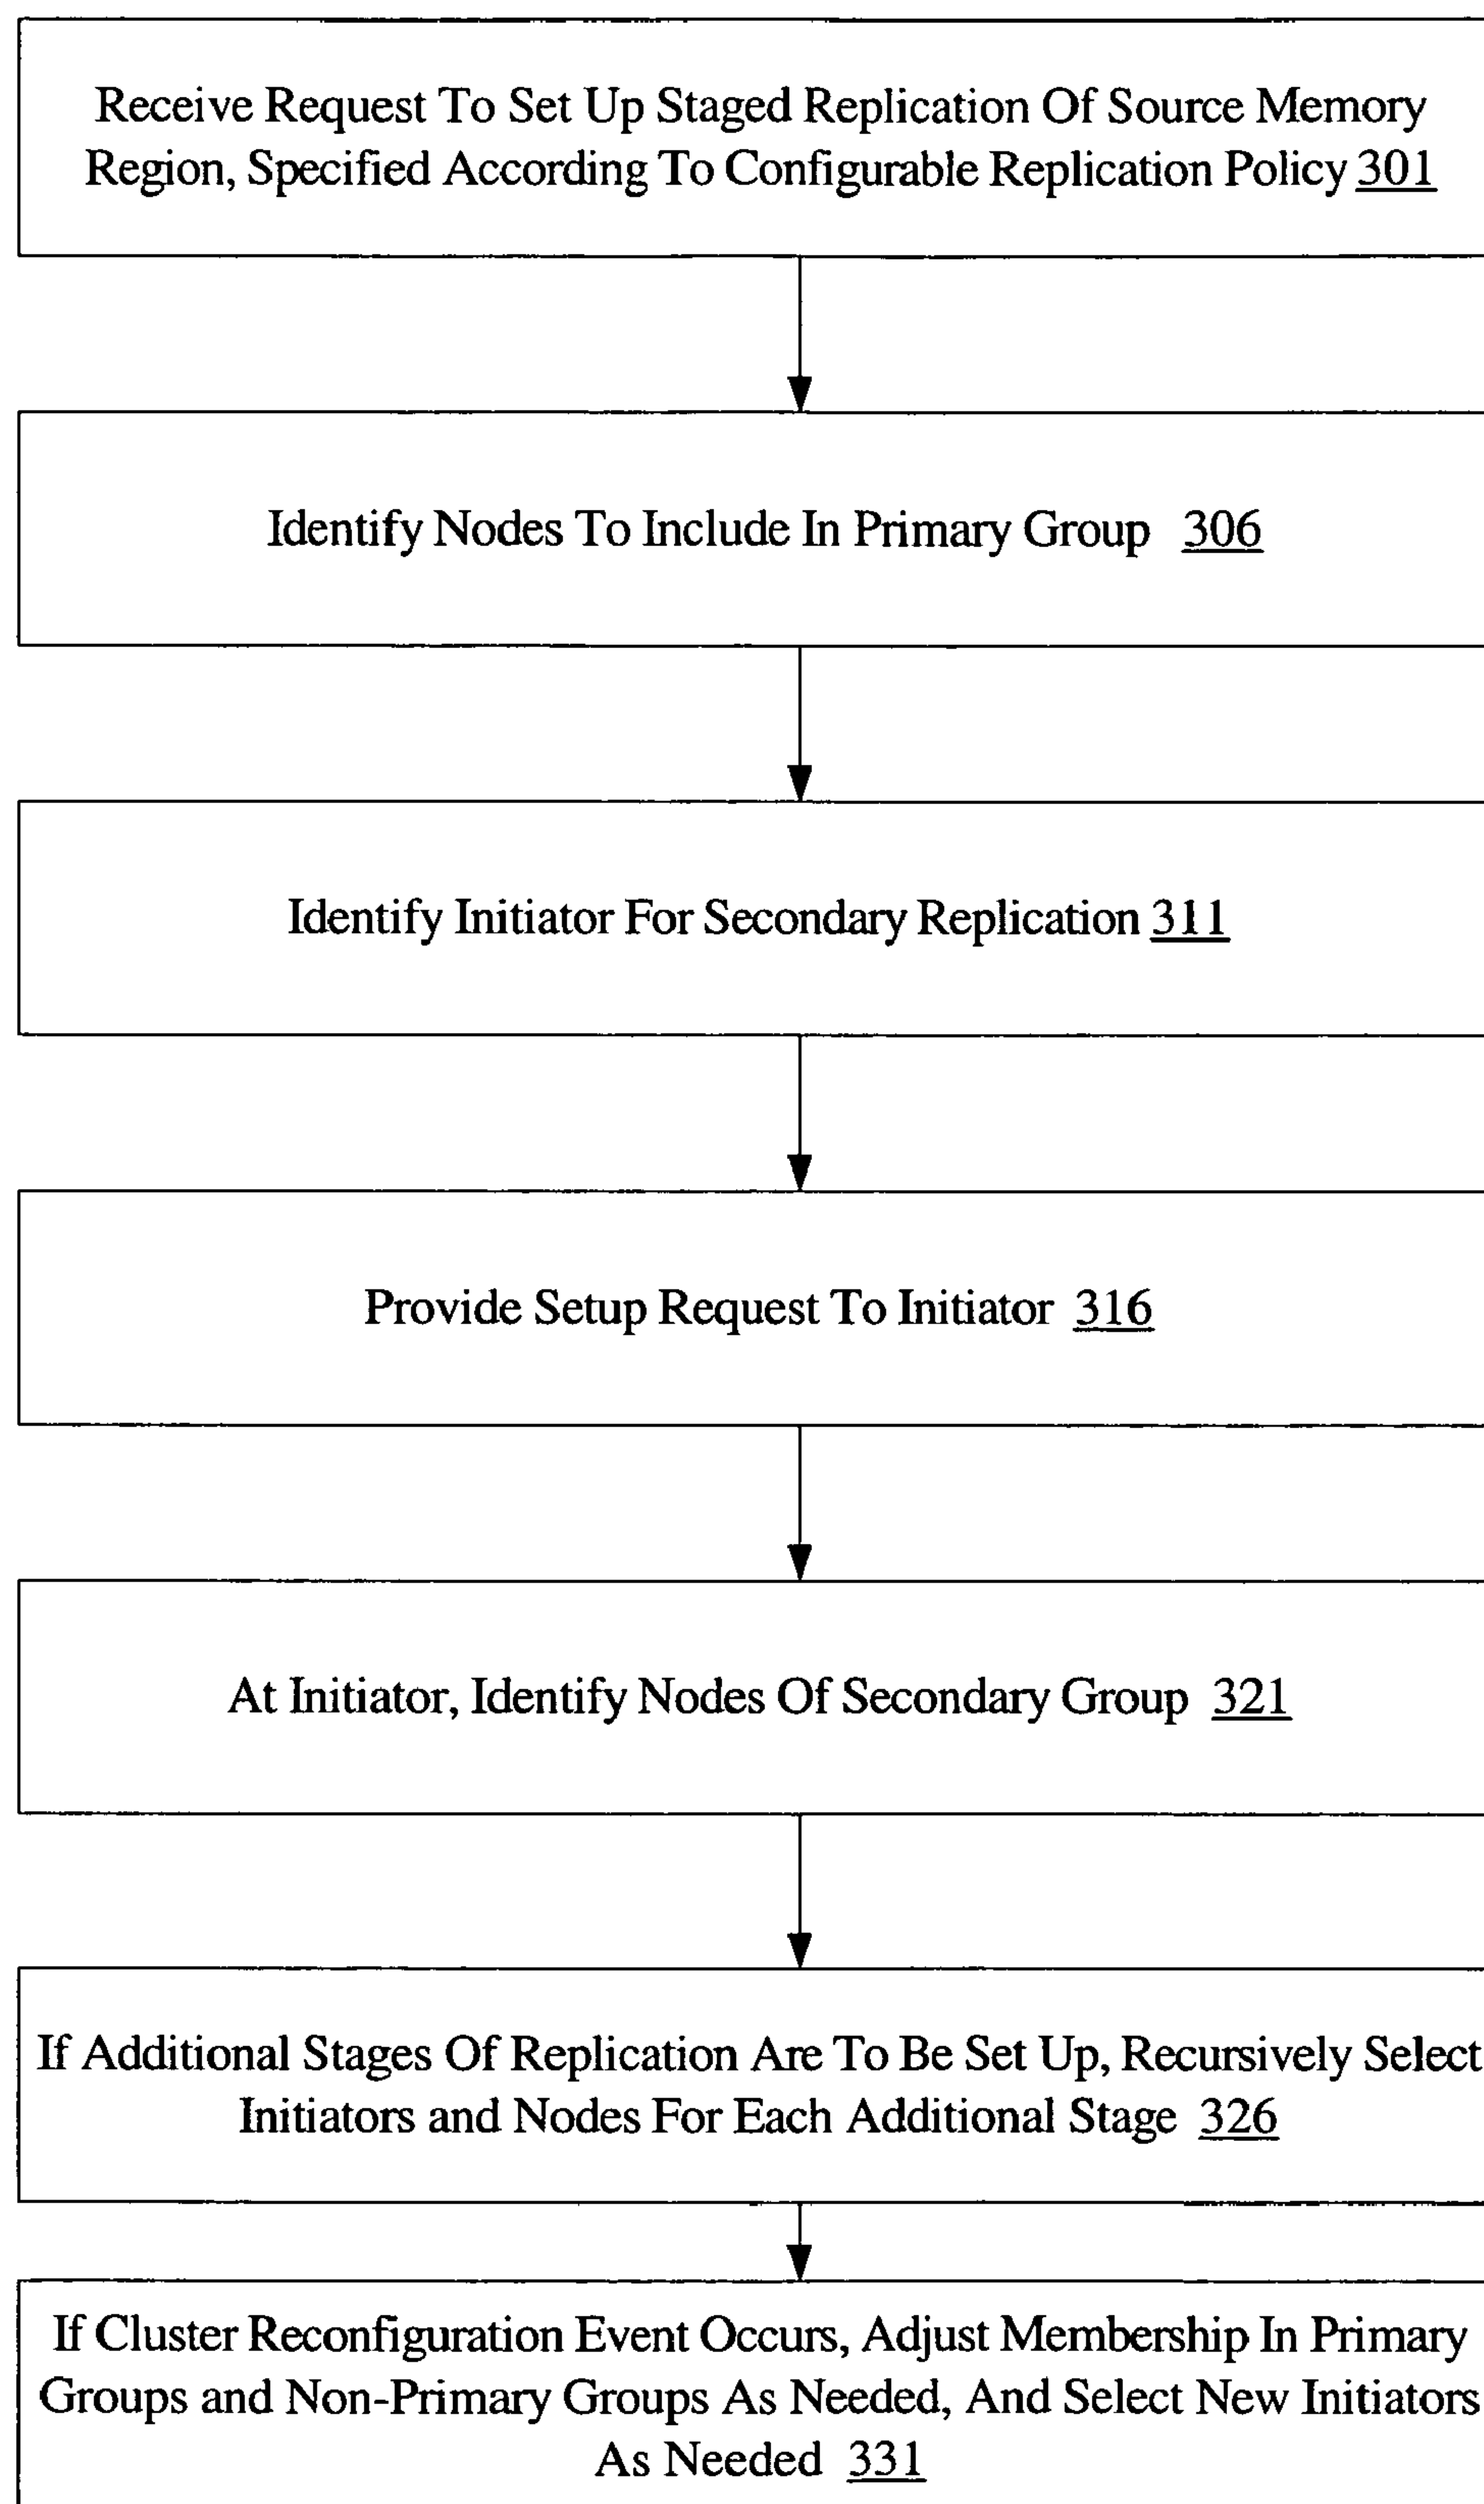 Receive Request To Set Up Staged Replication Of Source Memory
Region, Specified According To Configurable Replication Policy 301
Identify Nodes To Include In Primary Group 306
Identify Initiator For Secondary Replication 311
Provide Setup Request To Initiator 316
At Initiator, Identify Nodes Of Secondary Group 321
If Additional Stages Of Replication Are To Be Set Up, Recursively Select
Initiators and Nodes For Each Additional Stage 326
If Cluster Reconfiguration Event Occurs, Adjust Membership In Primary
Groups and Non-Primary Groups As Needed, And Select New Initiators
As Needed 331